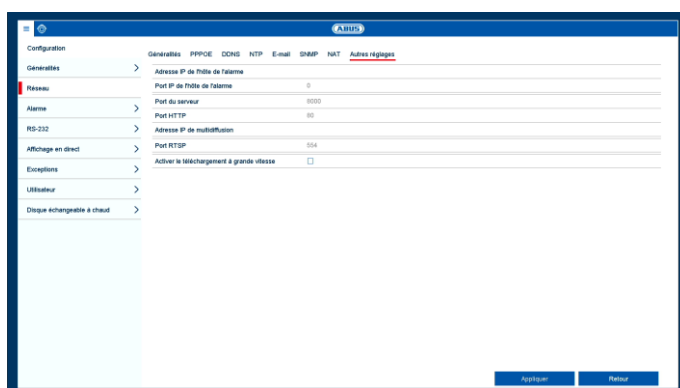 ABUS
Configuration
Généralités
Réseau
Alarme
RS-232
Affichage en direct
Exceptions
Utilisateur
Disque échangeable à chaud
Généralités PPPOE DDNS NTP E-mail SNMP NAT Autres réglages
Adresse IP de l'hôte de l'alarme
Port IP de l'hôte de l'alarme 0
Port du serveur 8000
Port HTTP 80
Adresse IP de multidiffusion
Port RTSP 554
Activer le téléchargement à grande vitesse
Appliquer Retour